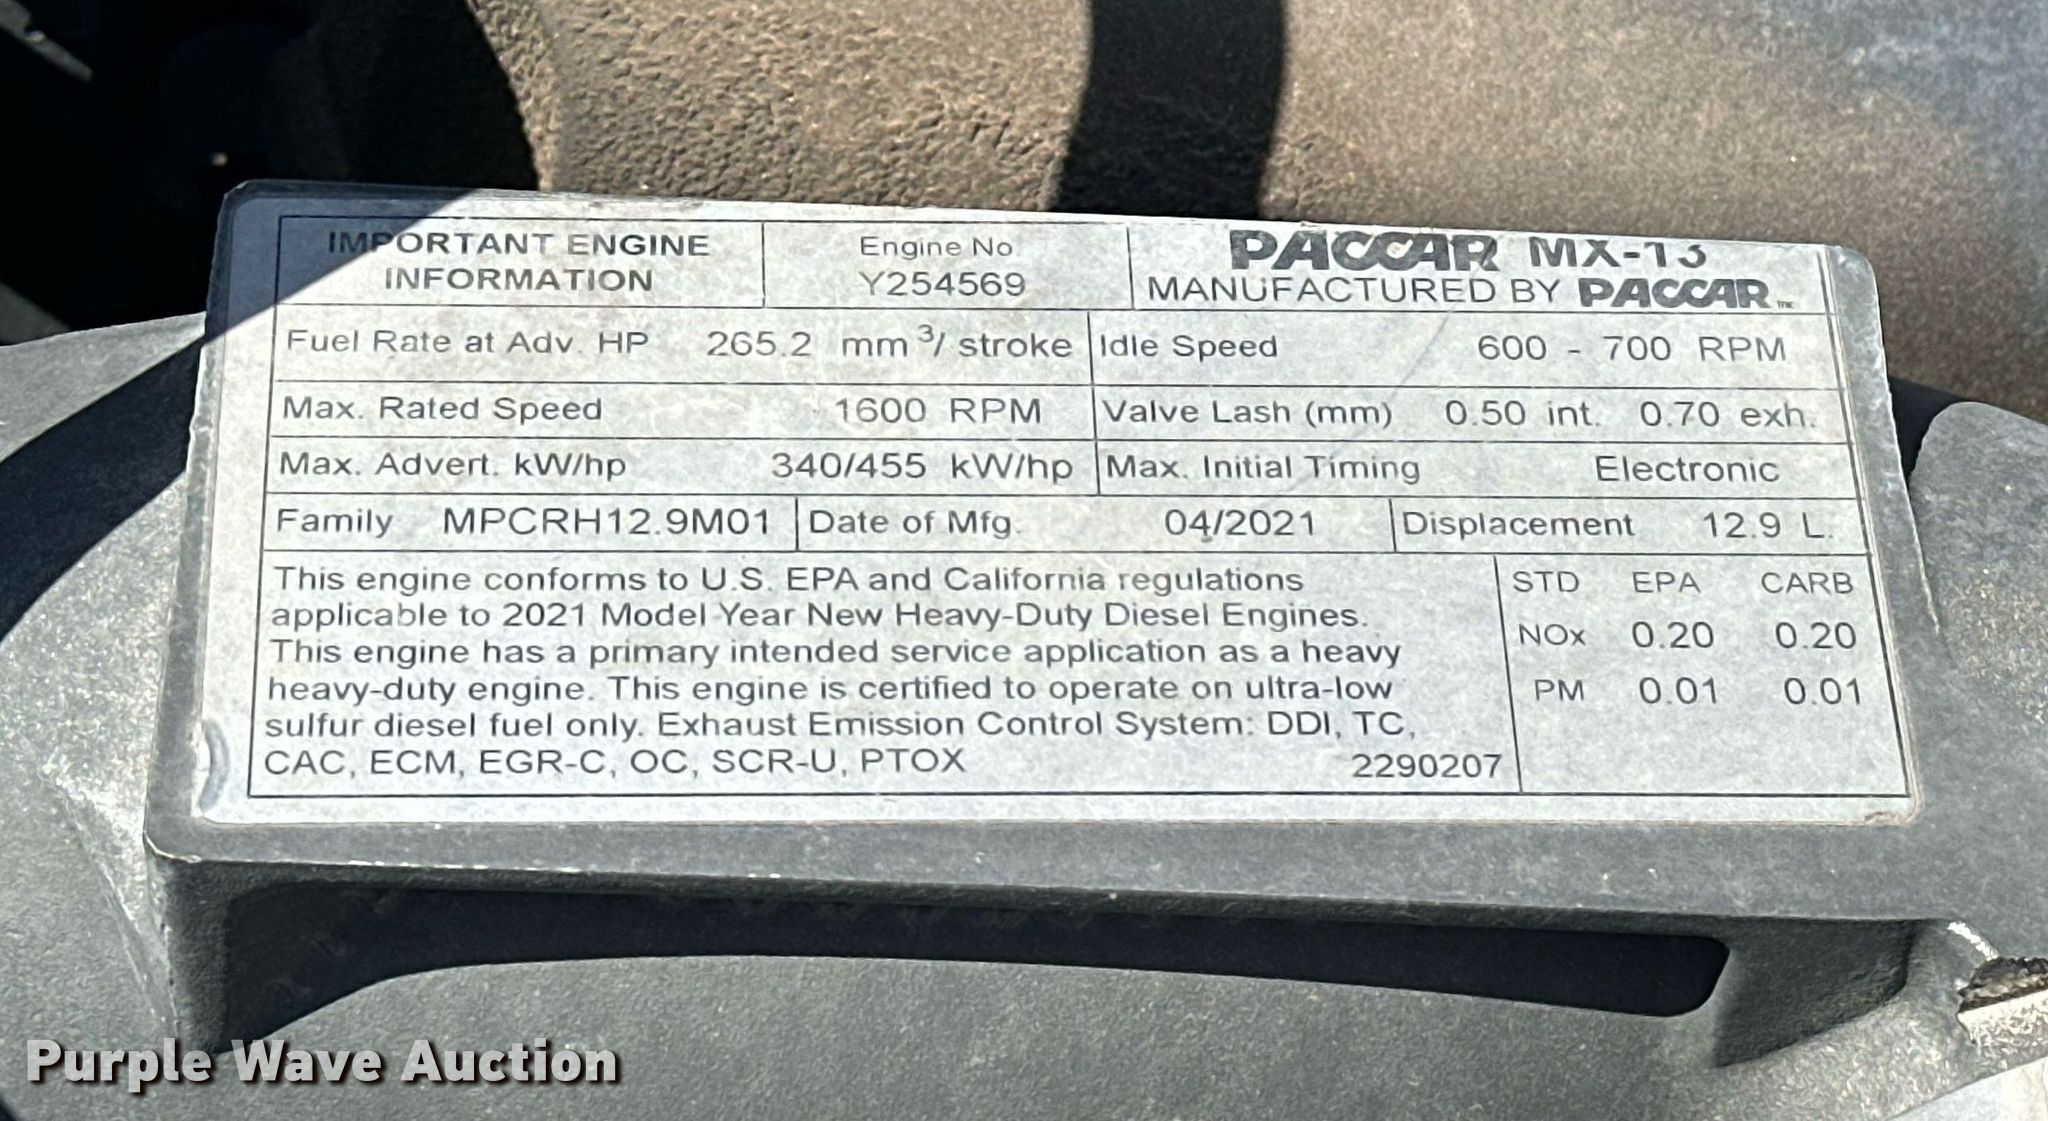 IMPORTANT ENGINE
INFORMATION
Engine No
Y254569
PACCAR MX-13
MANUFACTURED BY PACCAR Inc
Fuel Rate at Adv. HP 265.2 mm³/ stroke
Idle Speed 600 - 700 RPM
Max. Rated Speed 1600 RPM
Valve Lash (mm) 0.50 int. 0.70 exh.
Max. Advert. kW/hp 340/455 kW/hp
Max. Initial Timing Electronic
Family MPCRH12.9M01
Date of Mfg. 04/2021
Displacement 12.9 L.
This engine conforms to U.S. EPA and California regulations
applicable to 2021 Model Year New Heavy-Duty Diesel Engines.
This engine has a primary intended service application as a heavy
heavy-duty engine. This engine is certified to operate on ultra-low
sulfur diesel fuel only. Exhaust Emission Control System: DDI, TC,
CAC, ECM, EGR-C, OC, SCR-U, PTOX 2290207
STD EPA CARB
NOx 0.20 0.20
PM 0.01 0.01
Purple Wave Auction